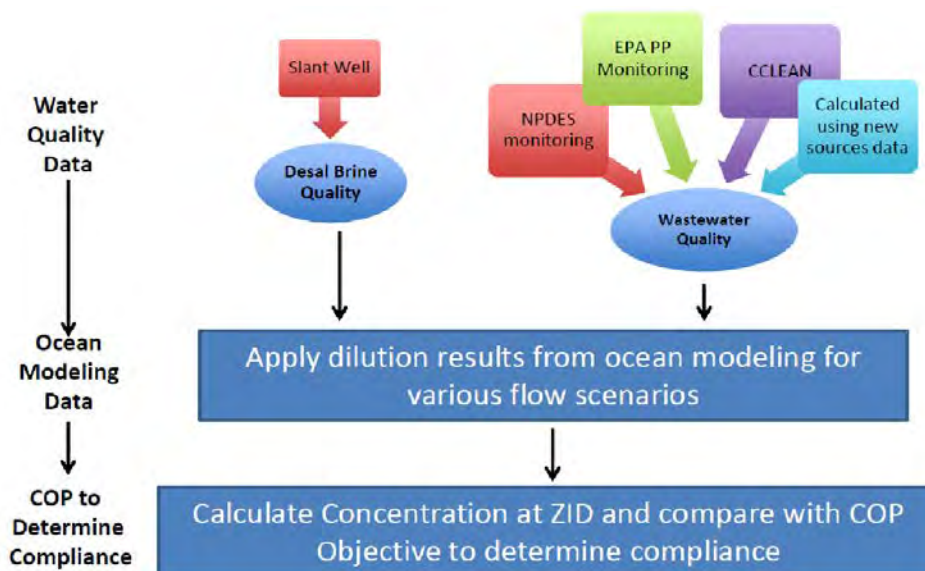 Water
Quality
Data
Slant Well
Desal Brine
Quality
NPDES
monitoring
EPA PP
Monitoring
CCLEAN
Calculated
using new
sources data
Wastewater
Quality
Ocean
Modeling
Data
Apply dilution results from ocean modeling for
various flow scenarios
COP to
Determine
Compliance
Calculate Concentration at ZID and compare with COP
Objective to determine compliance